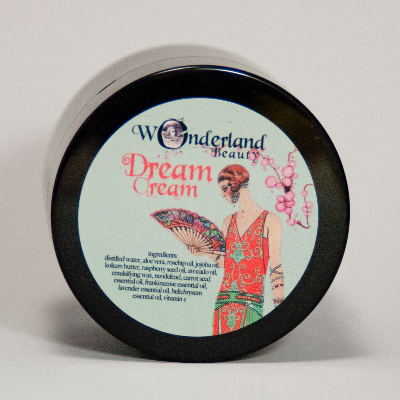 Wonderland
Beauty
Dream
Cream
ingredients:
distilled water, aloe vera, rosehip oil, jojoba oil,
kokum butter, raspberry seed oil, avocado oil,
emulsifying wax, neodefend, carrot seed
essential oil, frankincense essential oil,
lavender essential oil, helichrysum
essential oil, vitamin e